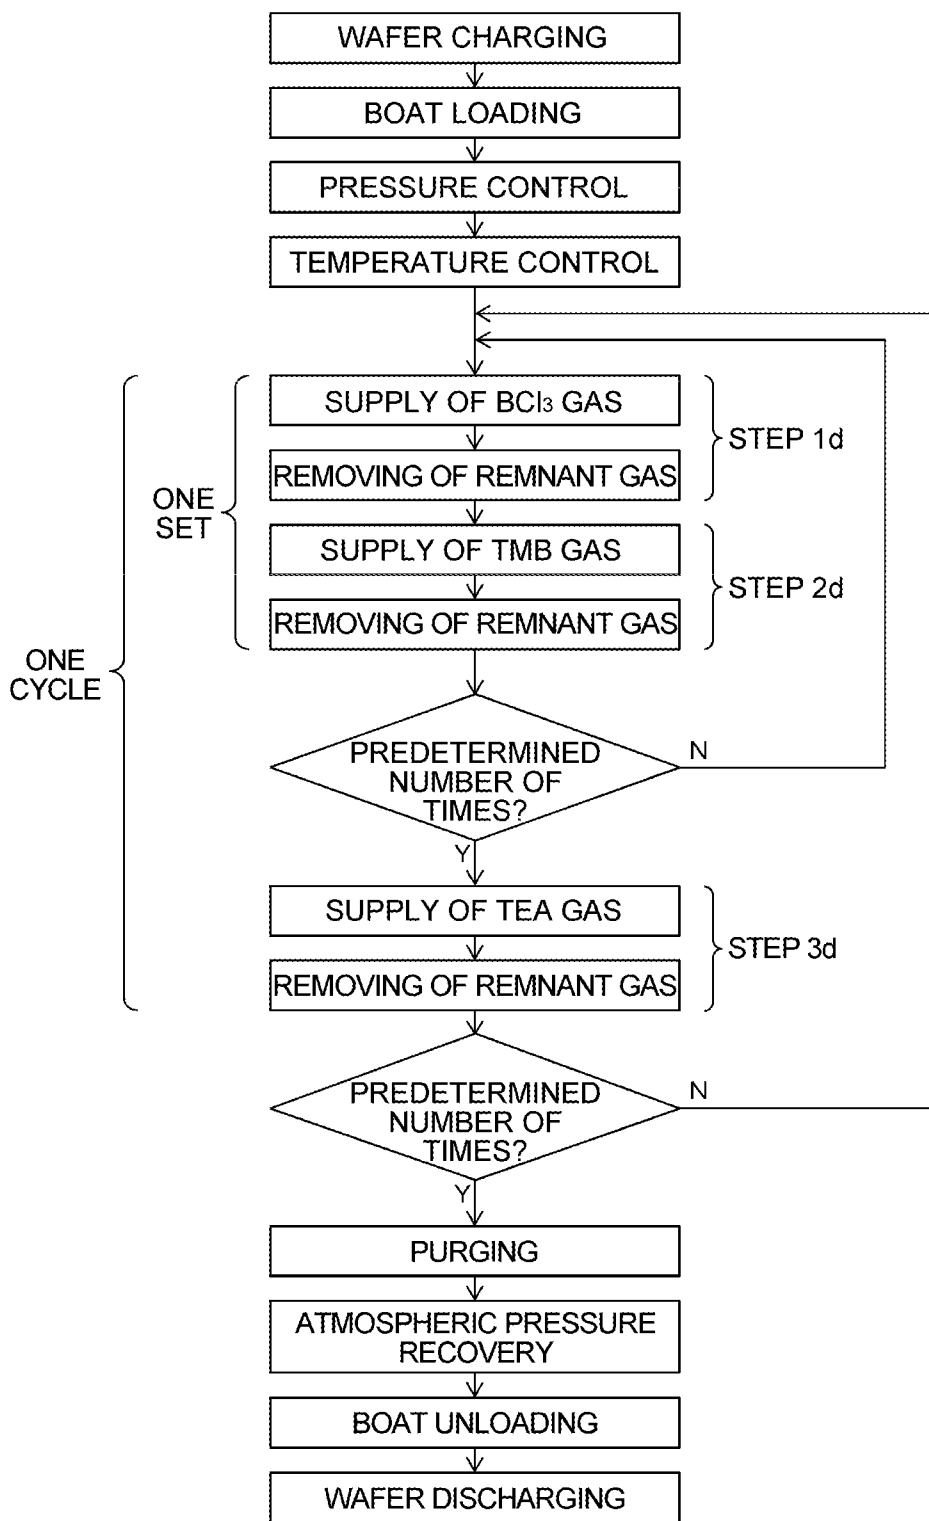 WAFER CHARGING
BOAT LOADING
PRESSURE CONTROL
TEMPERATURE CONTROL
SUPPLY OF BCl₃ GAS
STEP 1d
REMOVING OF REMNANT GAS
ONE
SET
SUPPLY OF TMB GAS
STEP 2d
REMOVING OF REMNANT GAS
ONE
CYCLE
PREDETERMINED
NUMBER OF
TIMES?
N
Y
SUPPLY OF TEA GAS
STEP 3d
REMOVING OF REMNANT GAS
PREDETERMINED
NUMBER OF
TIMES?
N
Y
PURGING
ATMOSPHERIC PRESSURE
RECOVERY
BOAT UNLOADING
WAFER DISCHARGING